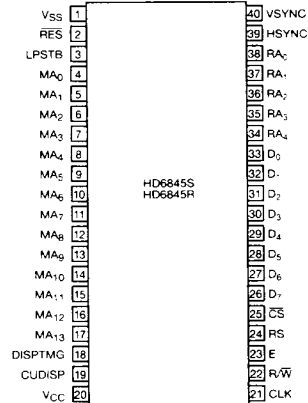 VSS 1 40 VSYNC
RES 2 39 HSYNC
LPSTB 3 38 RA0
MA0 4 37 RA1
MA1 5 36 RA2
MA2 6 35 RA3
MA3 7 34 RA4
MA4 8 33 D0
MA5 9 32 D1
HD6845S
MA6 10 31 D2
HD6845R
MA7 11 30 D3
MA8 12 29 D4
MA9 13 28 D5
MA10 14 27 D6
MA11 15 26 D7
MA12 16 25 CS
MA13 17 24 RS
DISPTMG 18 23 E
CUDISP 19 22 R/W
VCC 20 21 CLK